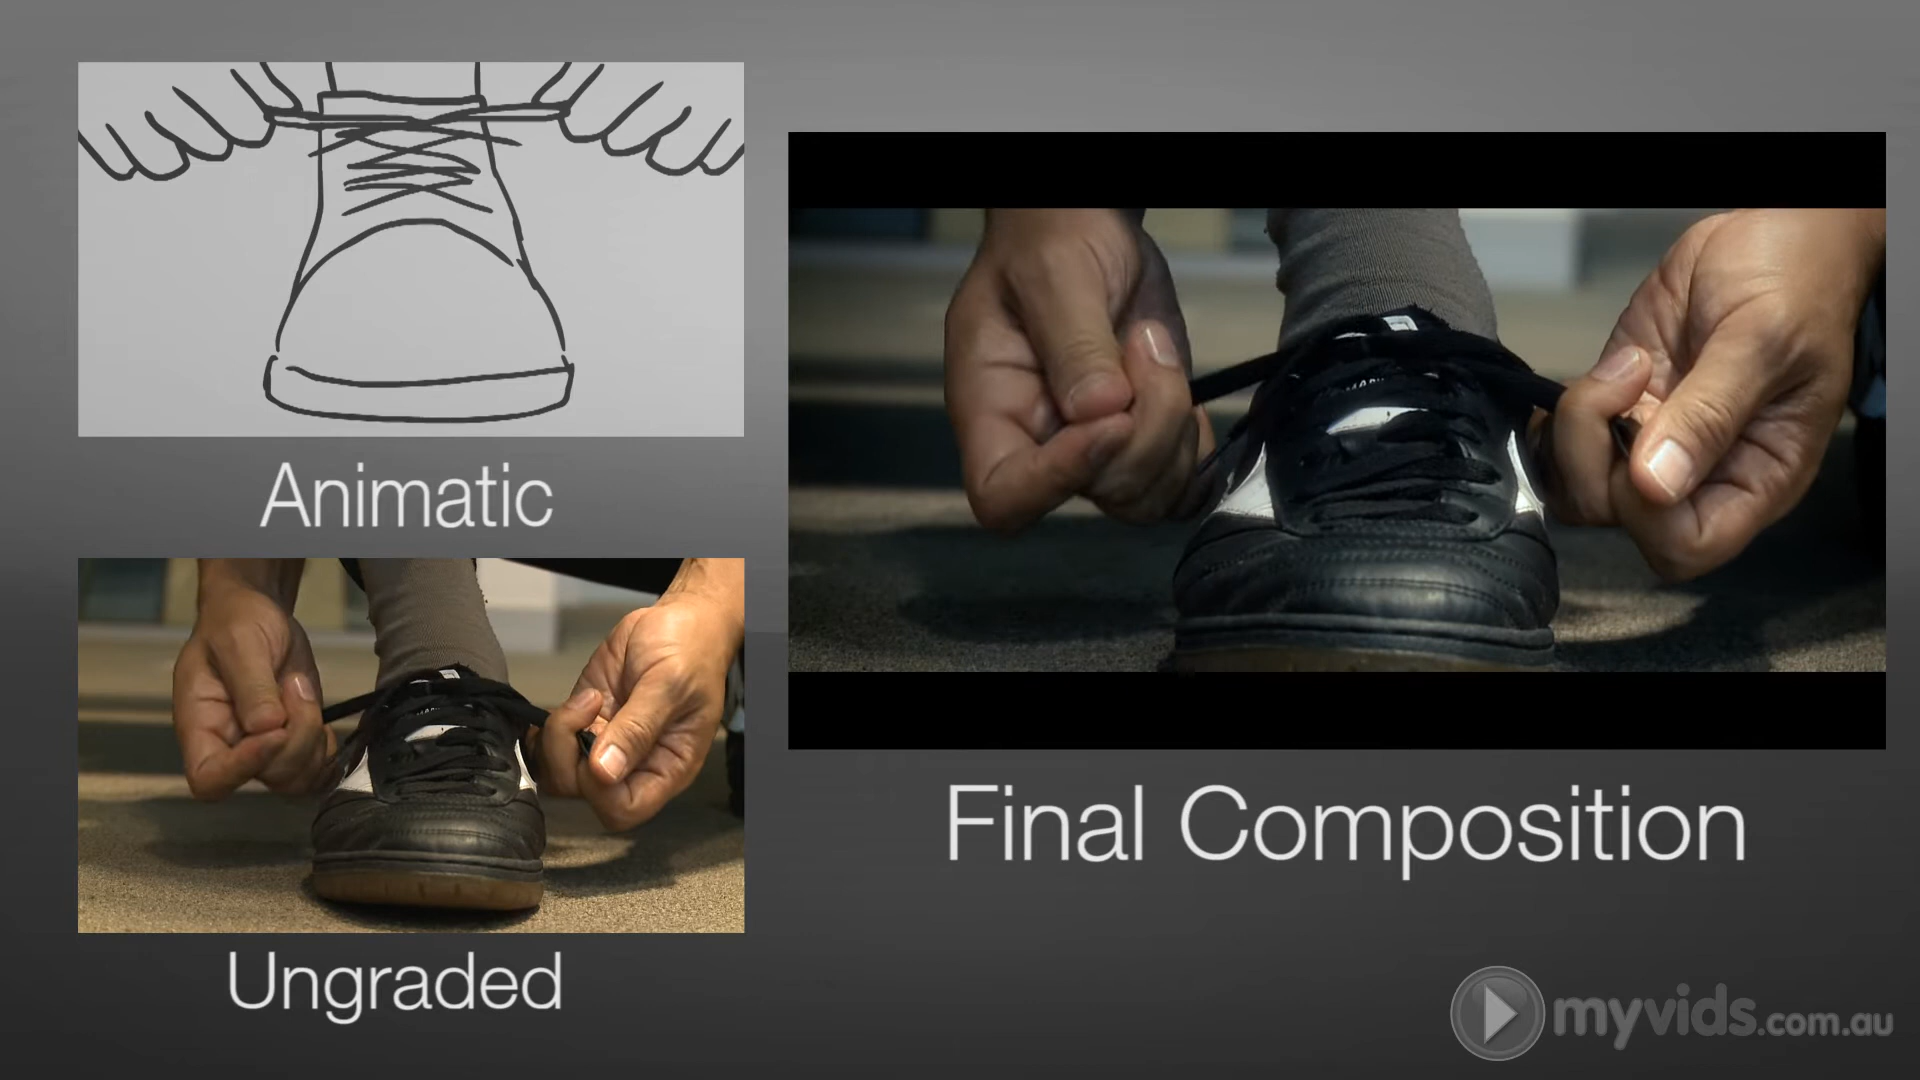 Animatic
Ungraded
Final Composition
myvids.com.au